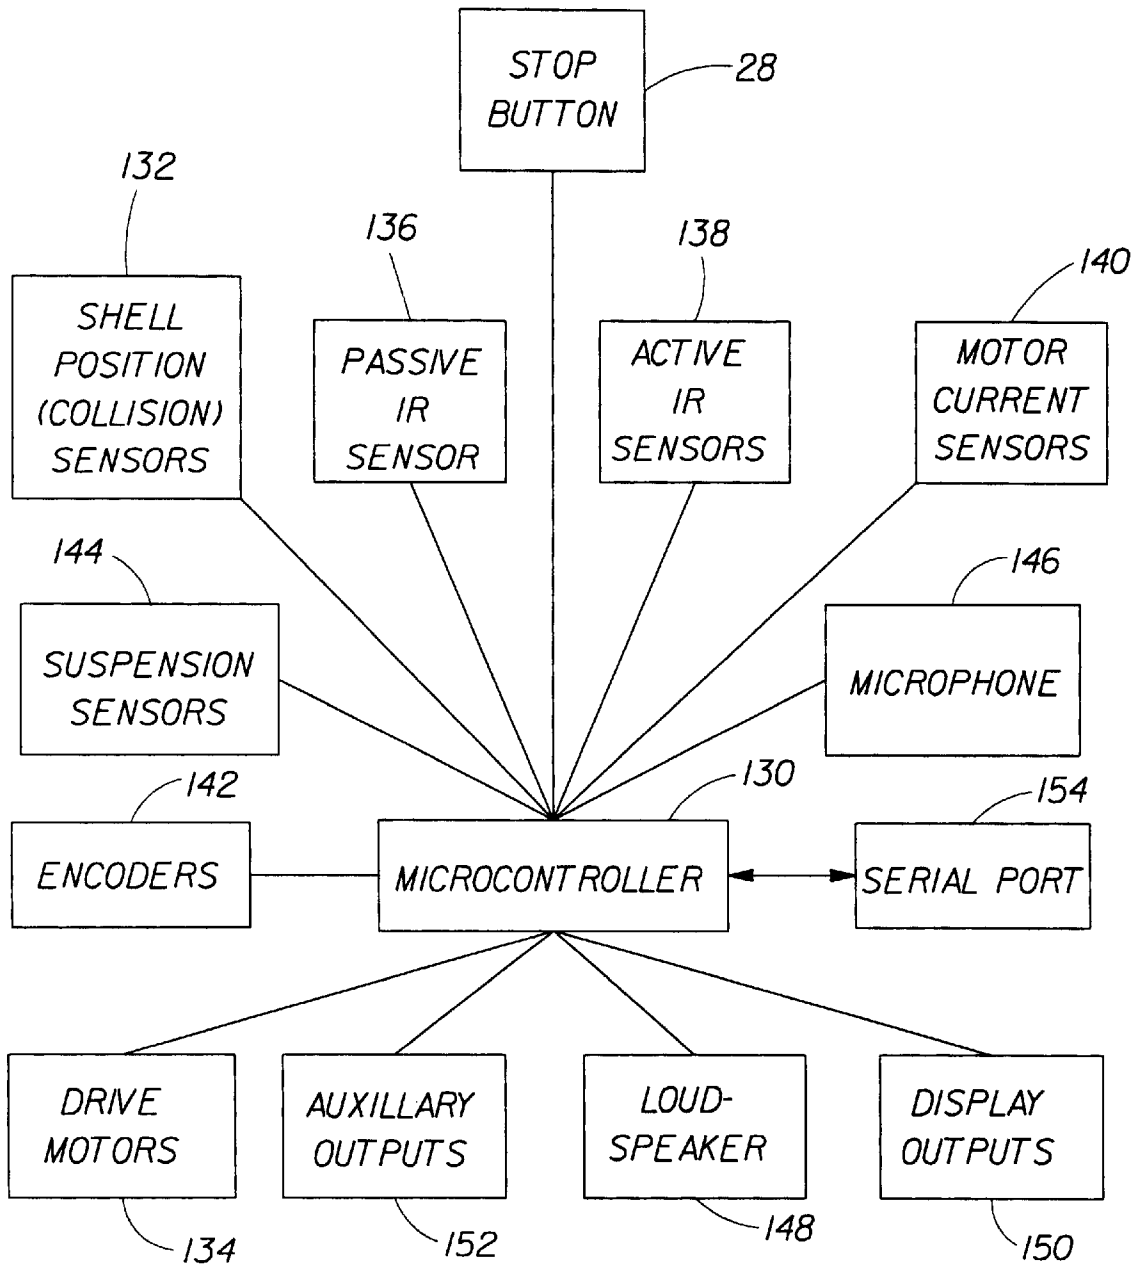 STOP
BUTTON
28
132
136
138
140
SHELL
POSITION
(COLLISION)
SENSORS
PASSIVE
IR
SENSOR
ACTIVE
IR
SENSORS
MOTOR
CURRENT
SENSORS
144
146
SUSPENSION
SENSORS
MICROPHONE
142
130
154
ENCODERS
MICROCONTROLLER
SERIAL PORT
DRIVE
MOTORS
AUXILLARY
OUTPUTS
LOUD-
SPEAKER
DISPLAY
OUTPUTS
134
152
148
150